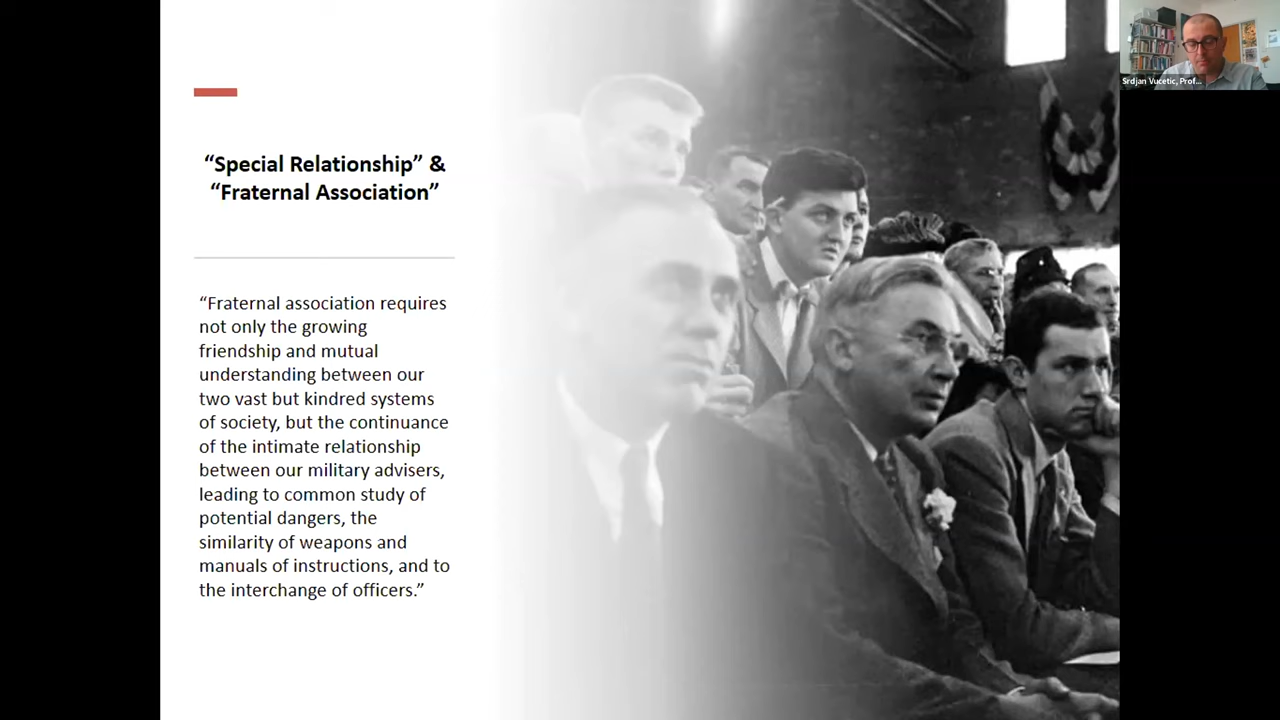 “Special Relationship” &
“Fraternal Association”
“Fraternal association requires
not only the growing
friendship and mutual
understanding between our
two vast but kindred systems
of society, but the continuance
of the intimate relationship
between our military advisers,
leading to common study of
potential dangers, the
similarity of weapons and
manuals of instructions, and to
the interchange of officers.”
Srdjan Vucetic, Prof...